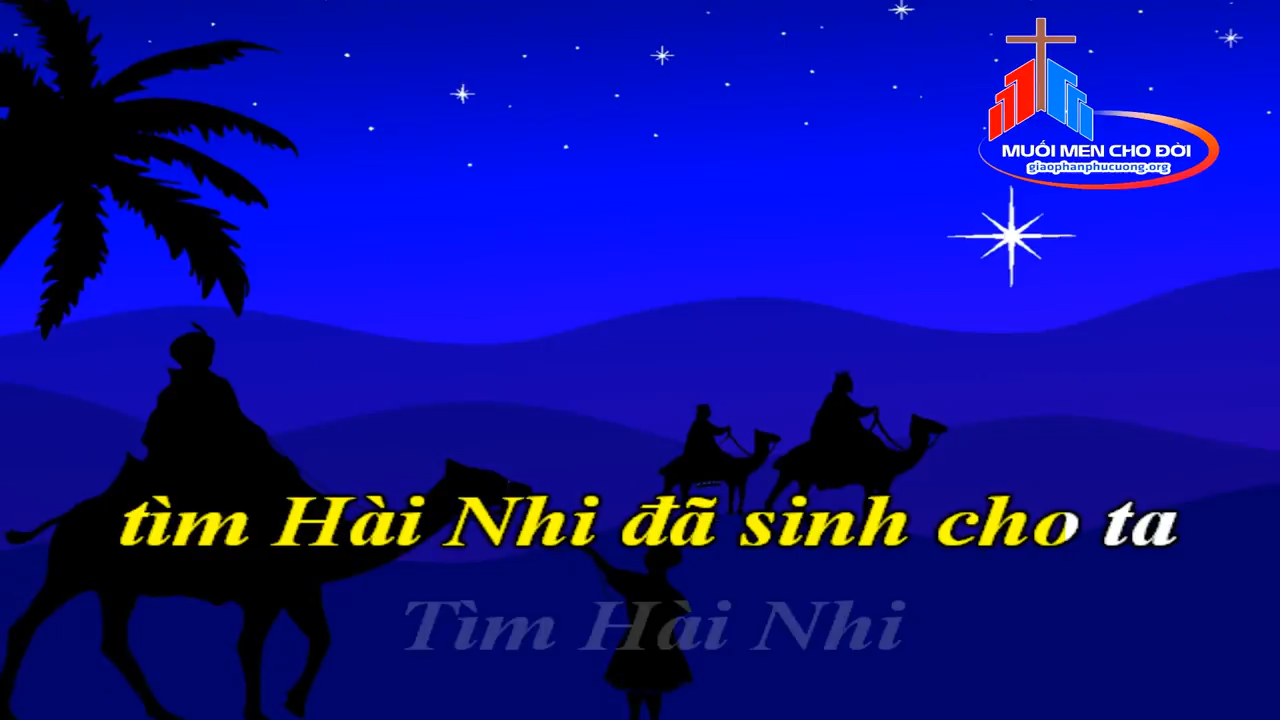 MUỐI MEN CHO ĐỜI
giaophanphucuong.org
tìm Hài Nhi đã sinh cho ta
Tìm Hài Nhi